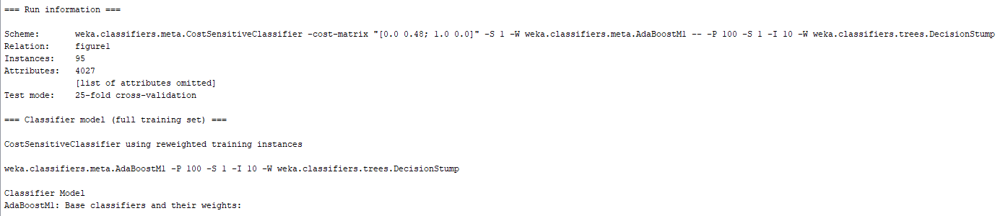 === Run information ===
Scheme: weka.classifiers.meta.CostSensitiveClassifier -cost-matrix "[0.0 0.48; 1.0 0.0]" -S 1 -W weka.classifiers.meta.AdaBoostM1 -- -P 100 -S 1 -I 10 -W weka.classifiers.trees.DecisionStump
Relation: figure1
Instances: 95
Attributes: 4027
[list of attributes omitted]
Test mode: 25-fold cross-validation
=== Classifier model (full training set) ===
CostSensitiveClassifier using reweighted training instances
weka.classifiers.meta.AdaBoostM1 -P 100 -S 1 -I 10 -W weka.classifiers.trees.DecisionStump
Classifier Model
AdaBoostM1: Base classifiers and their weights: